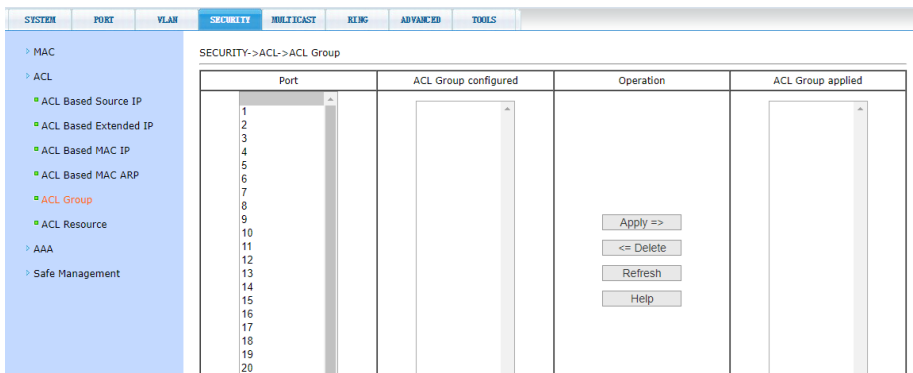 SYSTEM PORT VLAN SECURITY MULTICAST RING ADVANCED TOOLS
MAC
ACL
ACL Based Source IP
ACL Based Extended IP
ACL Based MAC IP
ACL Based MAC ARP
ACL Group
ACL Resource
AAA
Safe Management
SECURITY->ACL->ACL Group
Port ACL Group configured Operation ACL Group applied
1
2
3
4
5
6
7
8
9
10
11
12
13
14
15
16
17
18
19
20
Apply =>
<= Delete
Refresh
Help